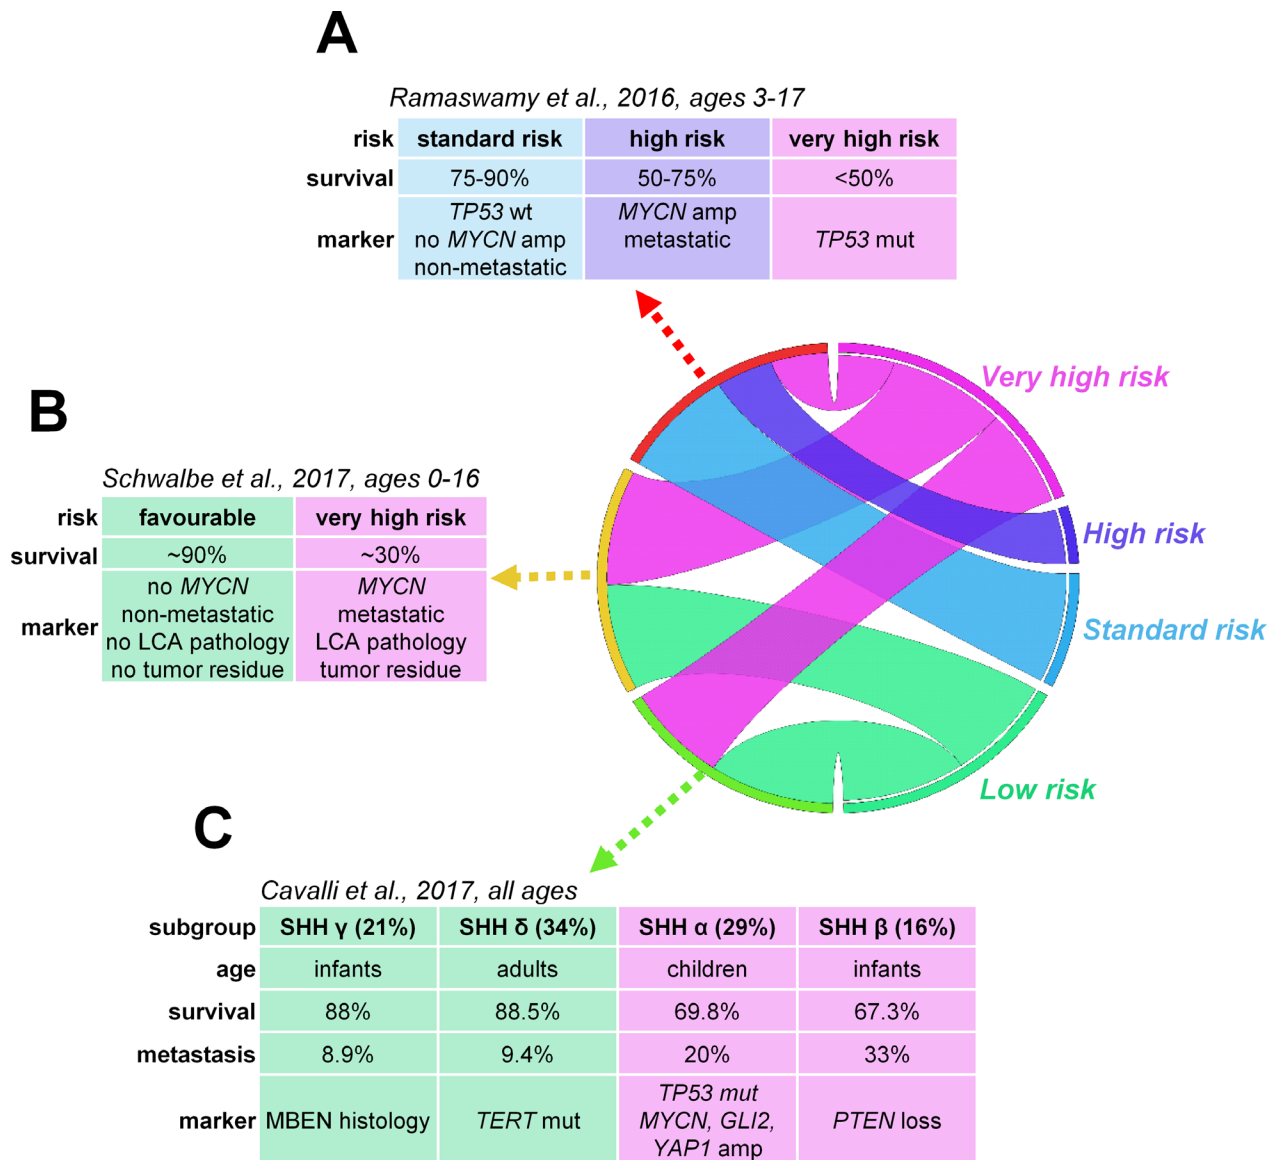 A
Ramaswamy et al., 2016, ages 3-17
risk standard risk high risk very high risk
survival 75-90% 50-75% <50%
marker
TP53 wt
no MYCN amp
non-metastatic
MYCN amp
metastatic
TP53 mut
Very high risk
High risk
Standard risk
Low risk
B
Schwalbe et al., 2017, ages 0-16
risk favourable very high risk
survival ~90% ~30%
marker
no MYCN
non-metastatic
no LCA pathology
no tumor residue
MYCN
metastatic
LCA pathology
tumor residue
C
Cavalli et al., 2017, all ages
subgroup SHH γ (21%) SHH δ (34%) SHH α (29%) SHH β (16%)
age infants adults children infants
survival 88% 88.5% 69.8% 67.3%
metastasis 8.9% 9.4% 20% 33%
marker MBEN histology TERT mut
TP53 mut
MYCN, GLI2,
YAP1 amp
PTEN loss